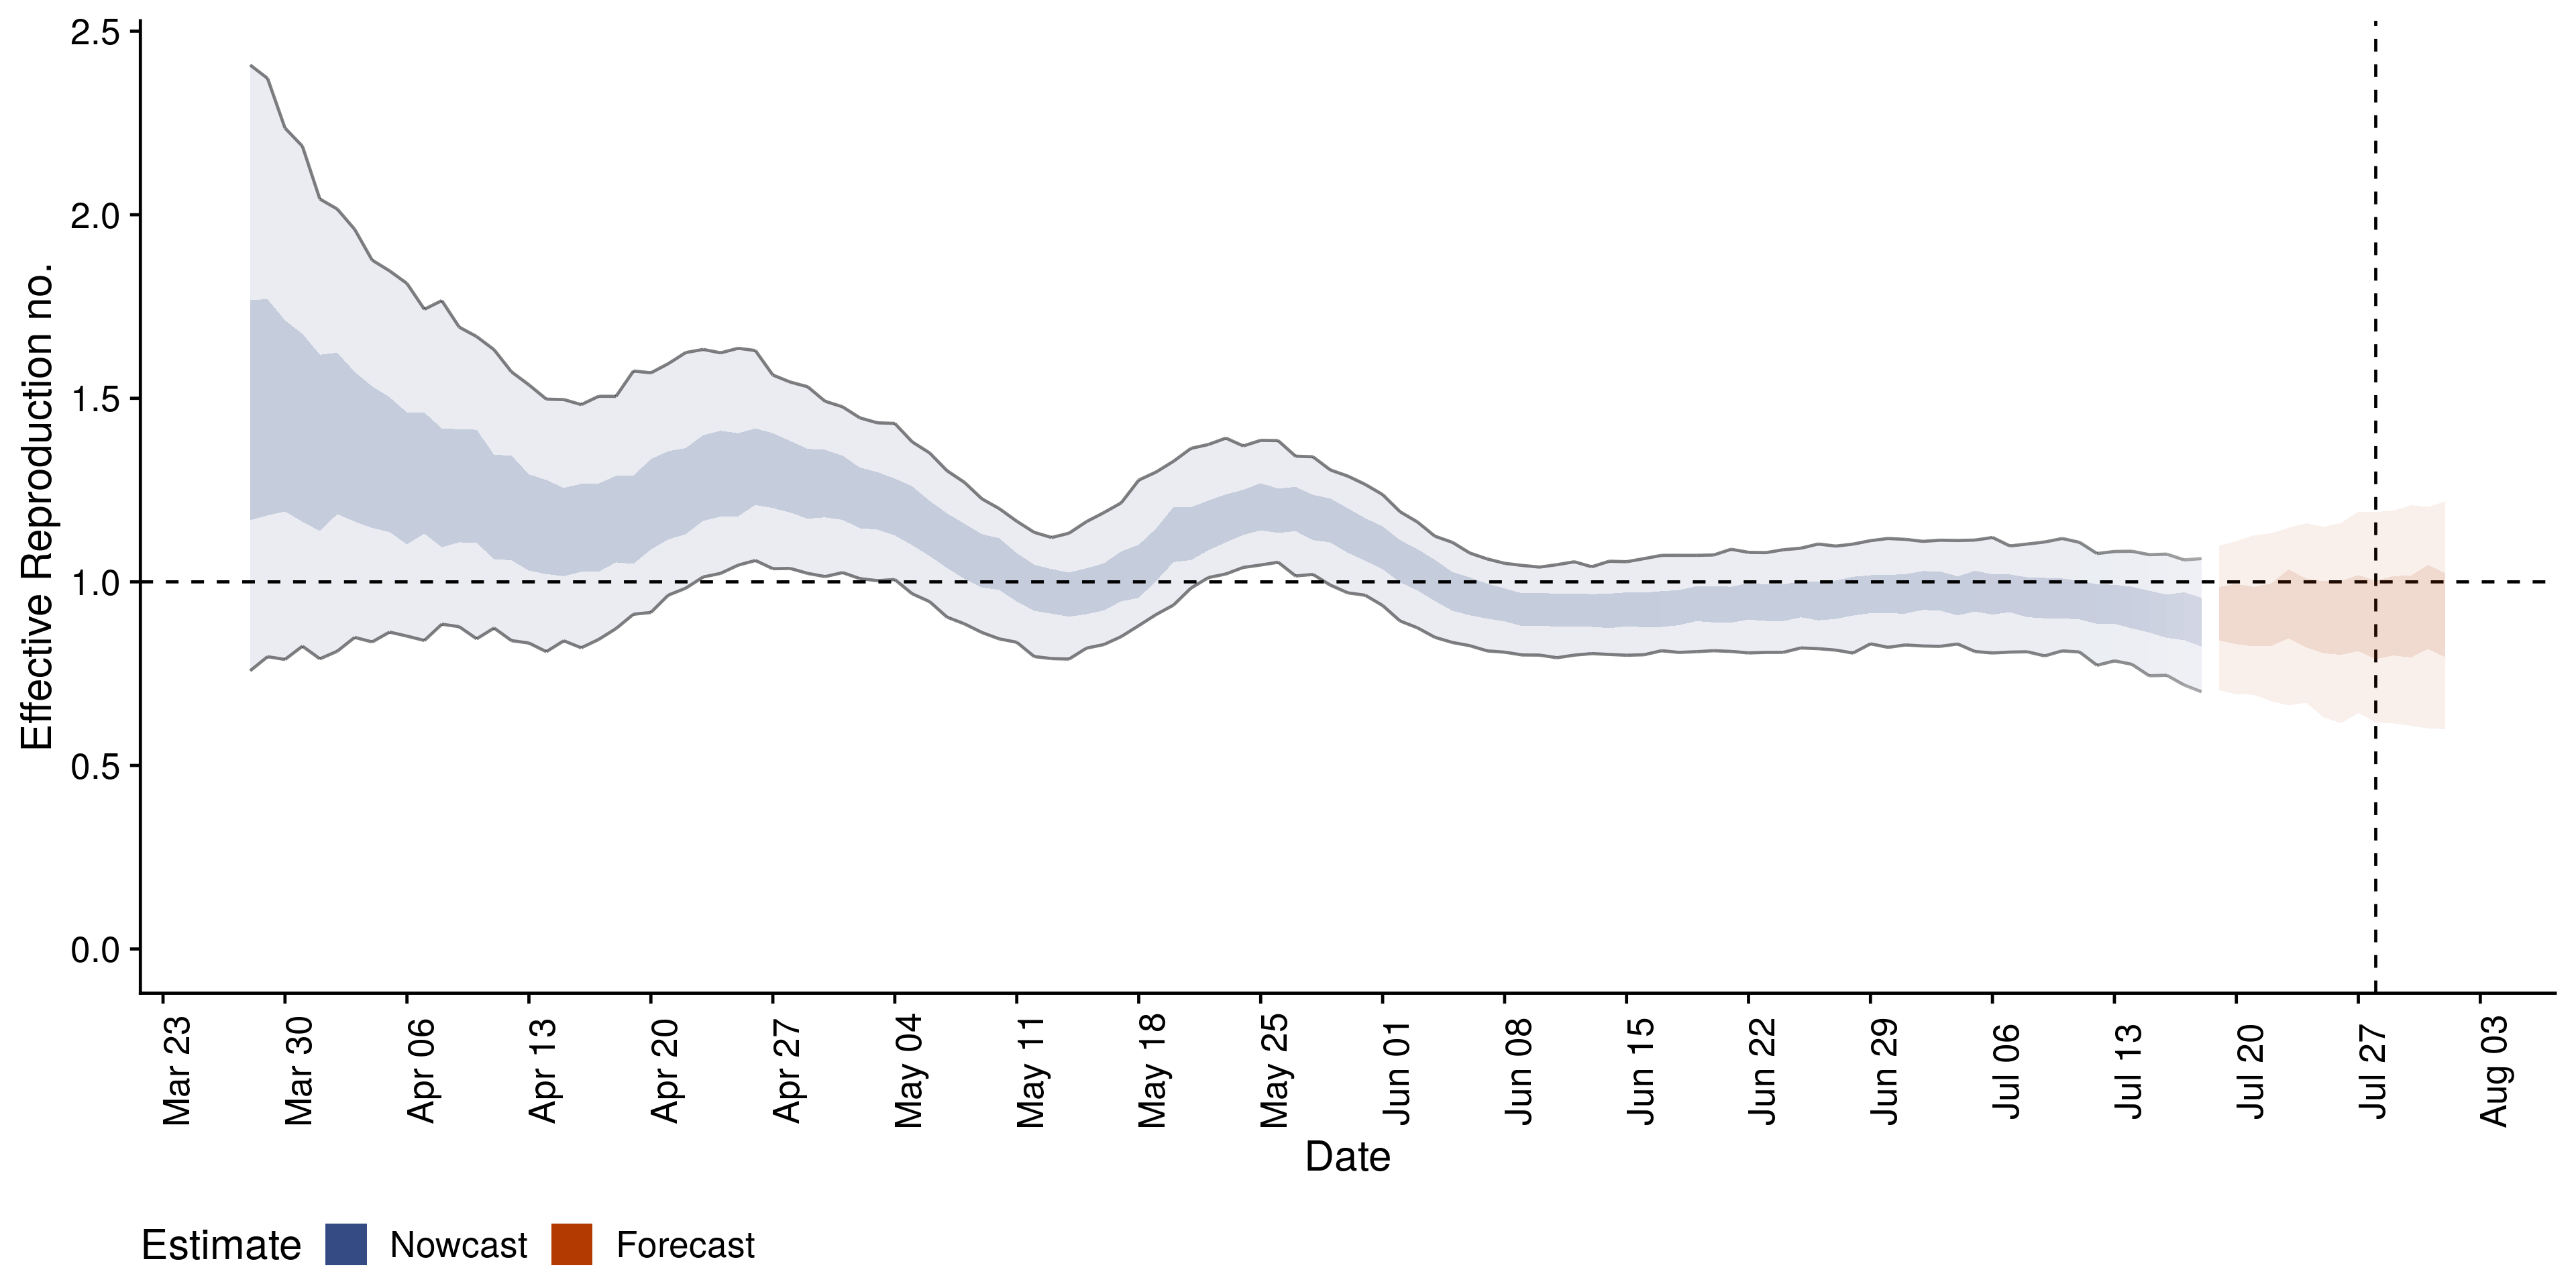 Effective Reproduction no.
2.5
2.0
1.5
1.0
0.5
0.0
Mar 23
Mar 30
Apr 06
Apr 13
Apr 20
Apr 27
May 04
May 11
May 18
May 25
Jun 01
Jun 08
Jun 15
Jun 22
Jun 29
Jul 06
Jul 13
Jul 20
Jul 27
Aug 03
Date
Estimate Nowcast Forecast